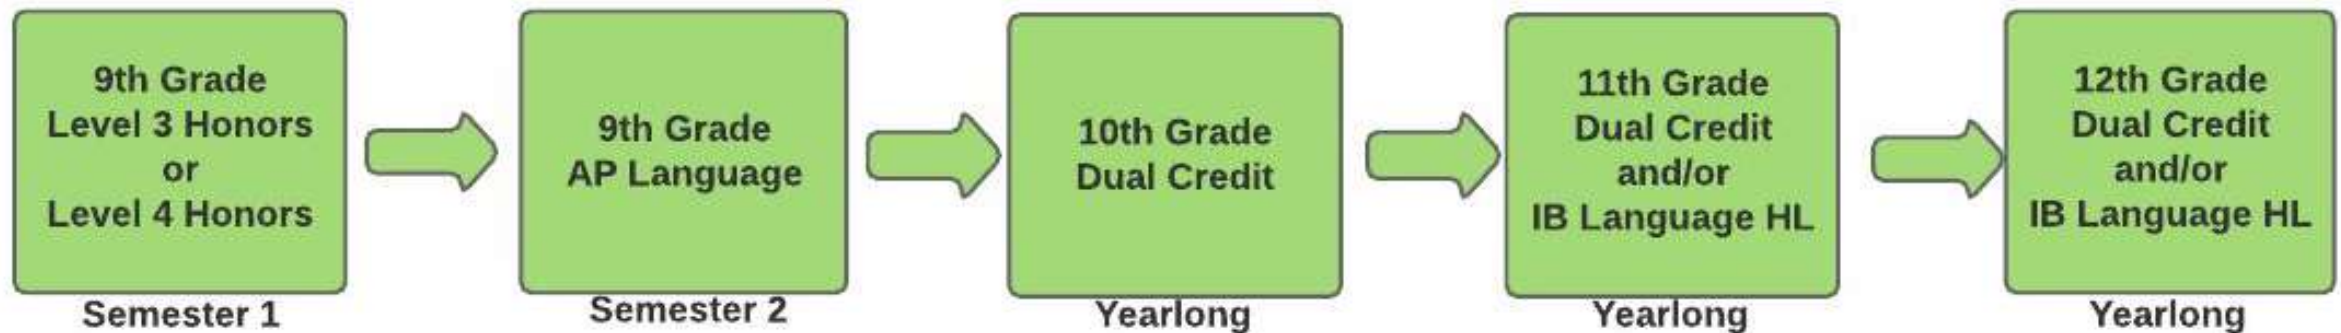 9th Grade
Level 3 Honors
or
Level 4 Honors
Semester 1
9th Grade
AP Language
Semester 2
10th Grade
Dual Credit
Yearlong
11th Grade
Dual Credit
and/or
IB Language HL
Yearlong
12th Grade
Dual Credit
and/or
IB Language HL
Yearlong